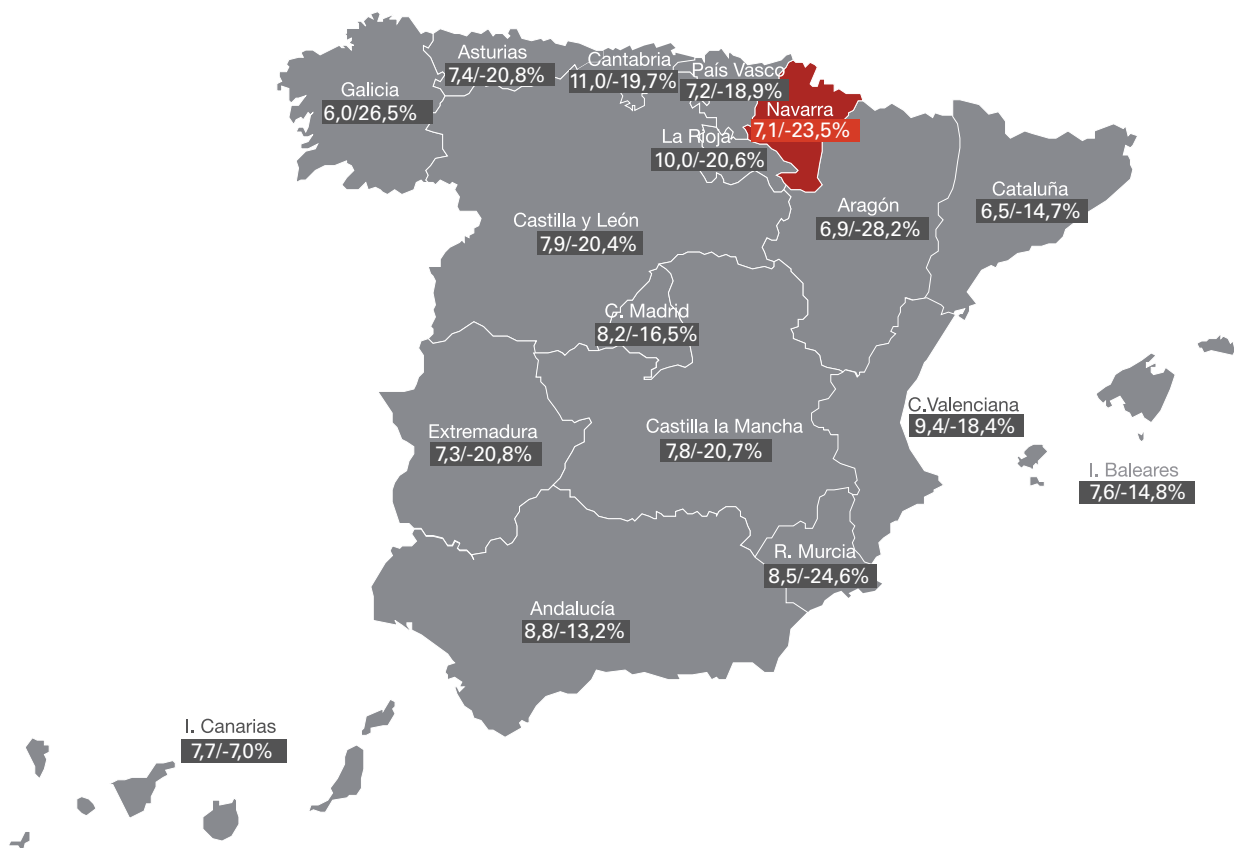 Asturias
7,4/-20,8%
Cantabria
11,0/-19,7%
País Vasco
7,2/-18,9%
Galicia
6,0/26,5%
Navarra
7,1/-23,5%
La Rioja
10,0/-20,6%
Cataluña
6,5/-14,7%
Aragón
6,9/-28,2%
Castilla y León
7,9/-20,4%
C. Madrid
8,2/-16,5%
C.Valenciana
9,4/-18,4%
Extremadura
7,3/-20,8%
Castilla la Mancha
7,8/-20,7%
I. Baleares
7,6/-14,8%
R. Murcia
8,5/-24,6%
Andalucía
8,8/-13,2%
I. Canarias
7,7/-7,0%